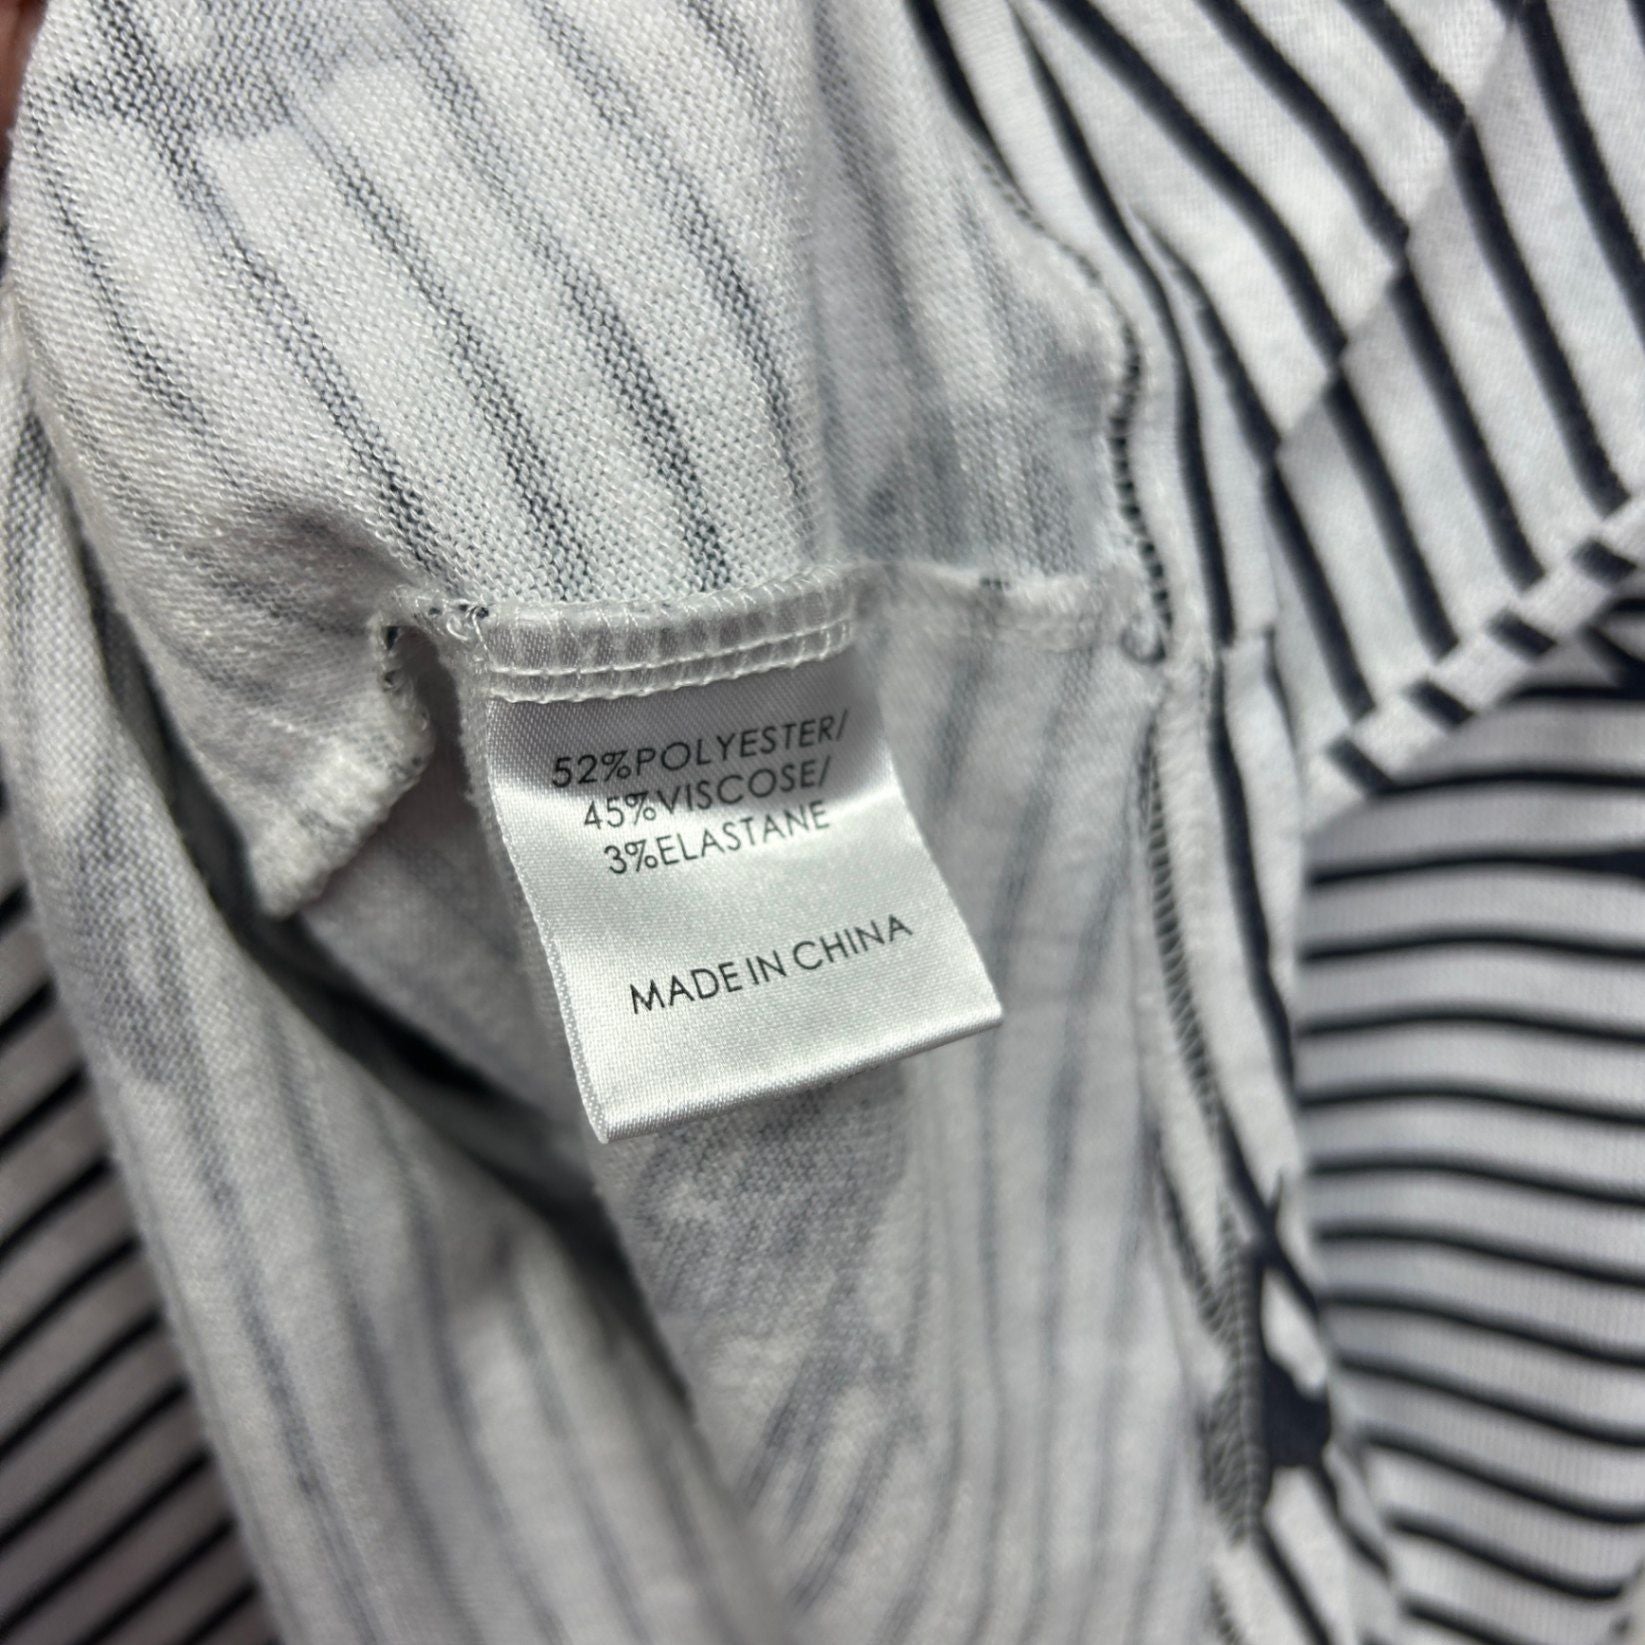 52%POLYESTER/
45%VISCOSE/
3%ELASTANE
MADE IN CHINA